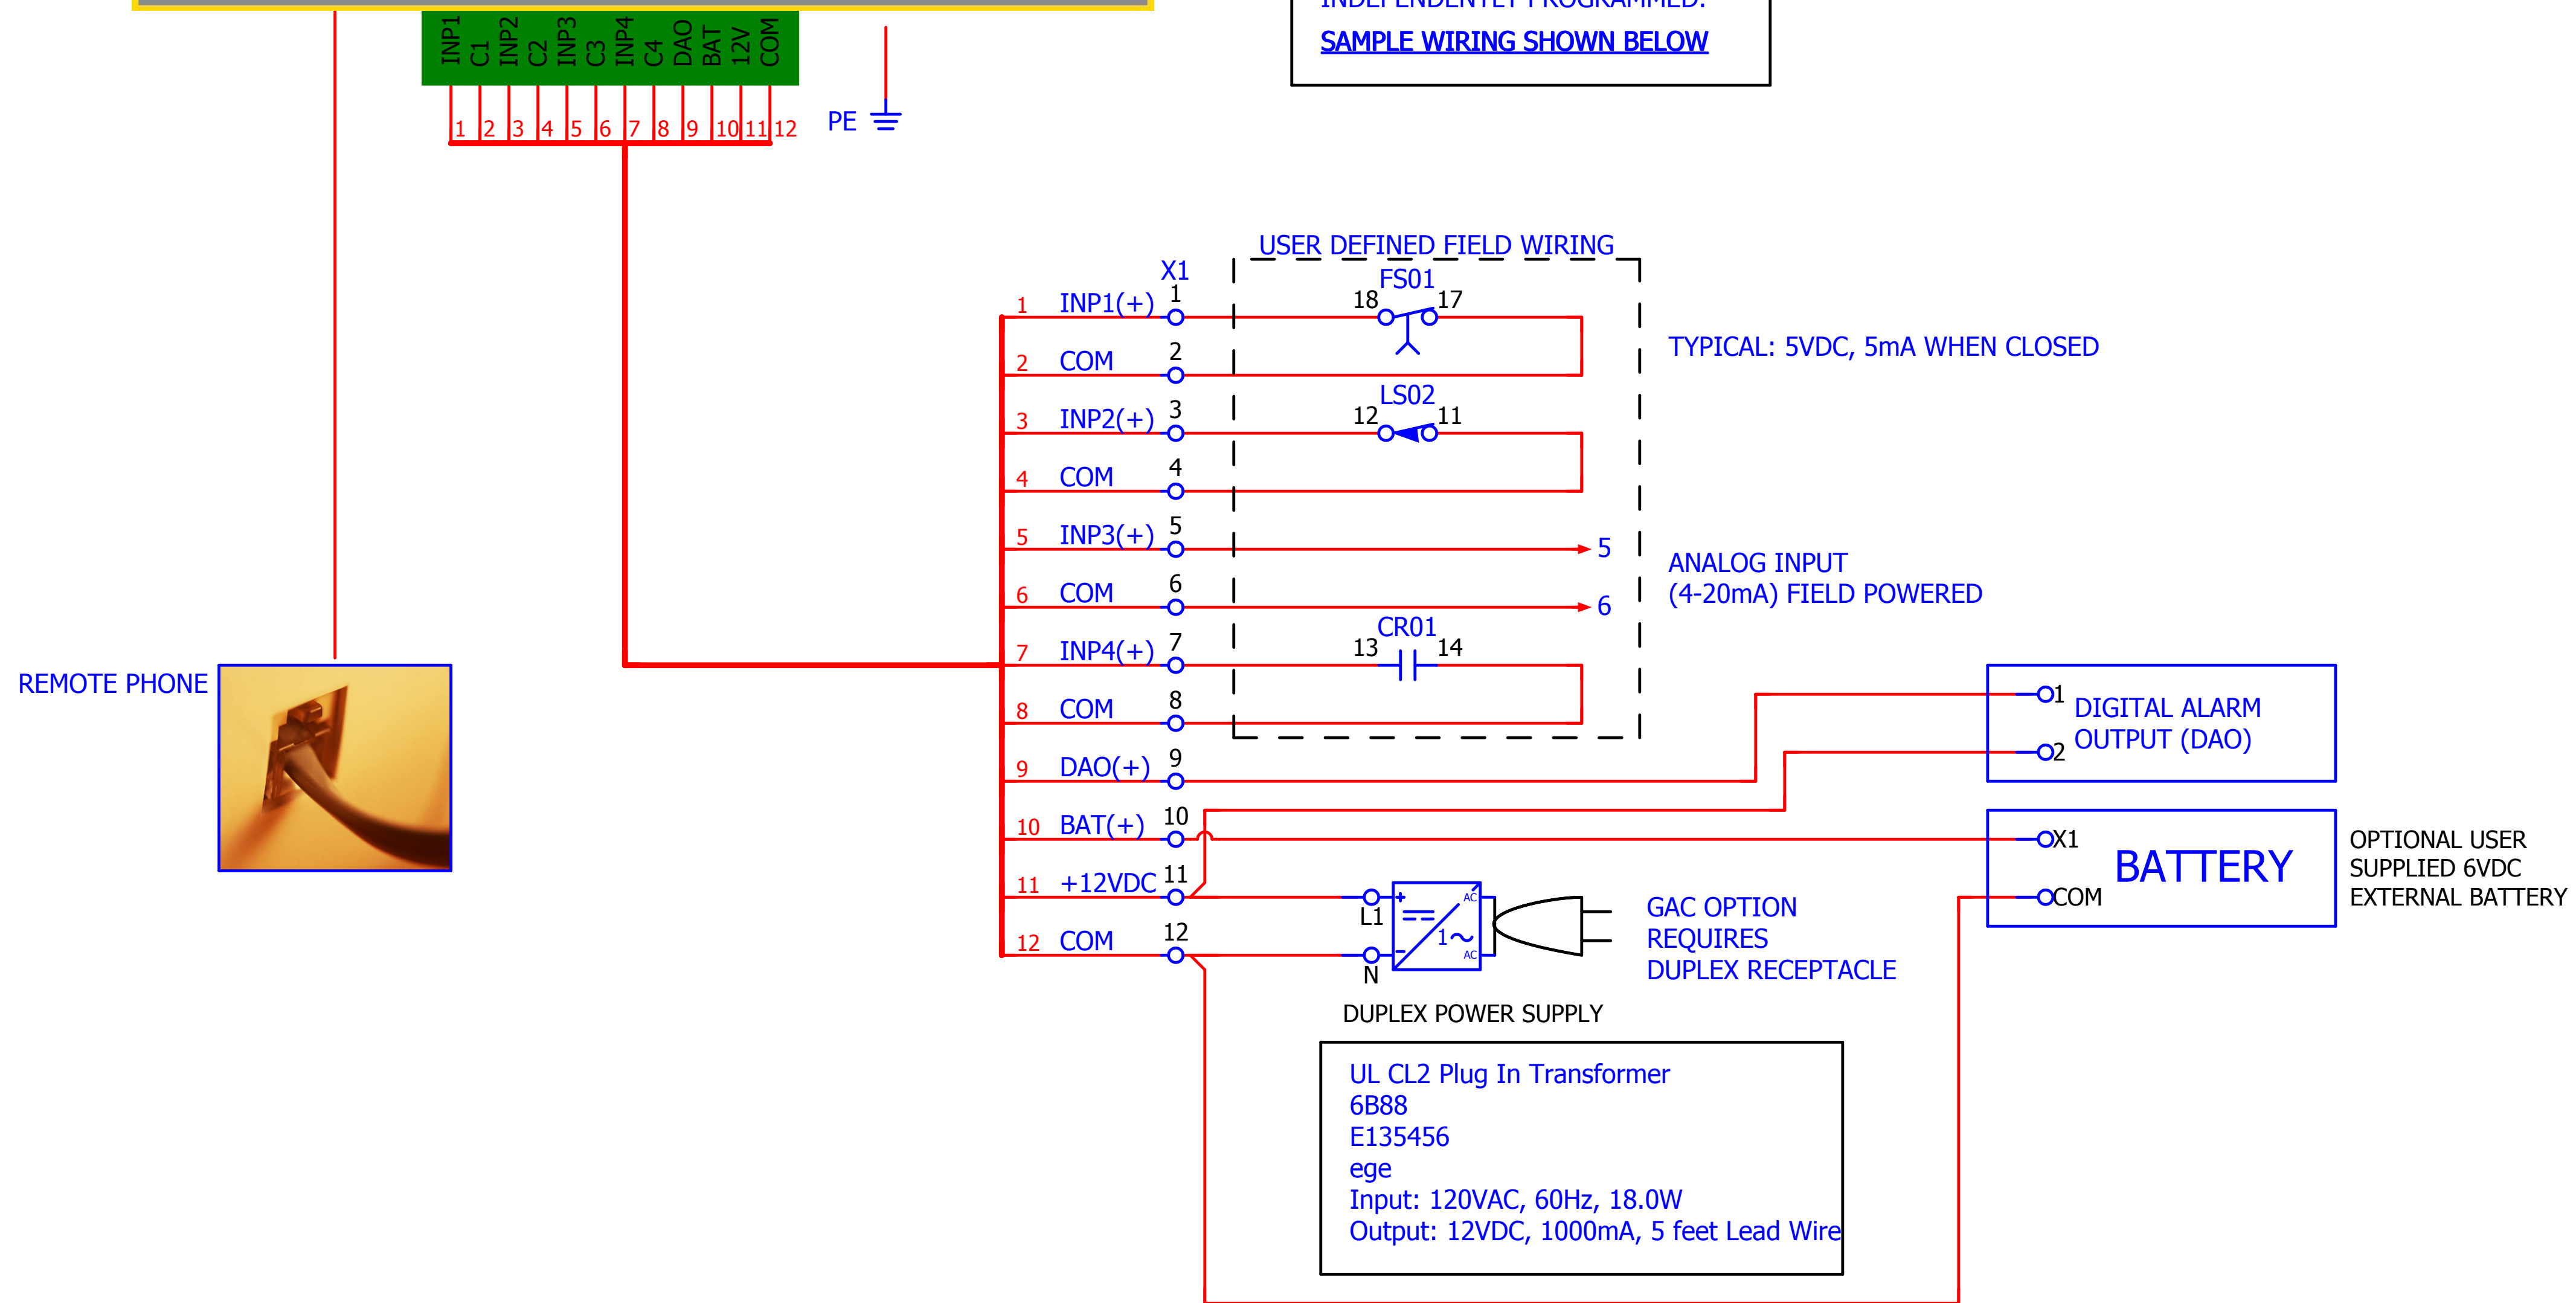 INDEPENDENTLY PROGRAMMED.
SAMPLE WIRING SHOWN BELOW
INP1
C1
INP2
C2
INP3
C3
INP4
C4
DAO
BAT
12V
COM
1 2 3 4 5 6 7 8 9 10 11 12
PE
USER DEFINED FIELD WIRING
X1
FS01
1 INP1(+) 1 18 17
TYPICAL: 5VDC, 5mA WHEN CLOSED
2 COM 2
LS02
3 INP2(+) 3 12 11
4 COM 4
5 INP3(+) 5 5
ANALOG INPUT
(4-20mA) FIELD POWERED
6 COM 6 6
CR01
7 INP4(+) 7 13 14
REMOTE PHONE
8 COM 8
1
DIGITAL ALARM
OUTPUT (DAO)
2
9 DAO(+) 9
10 BAT(+) 10
X1
BATTERY
COM
OPTIONAL USER
SUPPLIED 6VDC
EXTERNAL BATTERY
11 +12VDC 11
L1
+ AC
1
- AC
GAC OPTION
REQUIRES
DUPLEX RECEPTACLE
12 COM 12
N
DUPLEX POWER SUPPLY
UL CL2 Plug In Transformer
6B88
E135456
ege
Input: 120VAC, 60Hz, 18.0W
Output: 12VDC, 1000mA, 5 feet Lead Wire